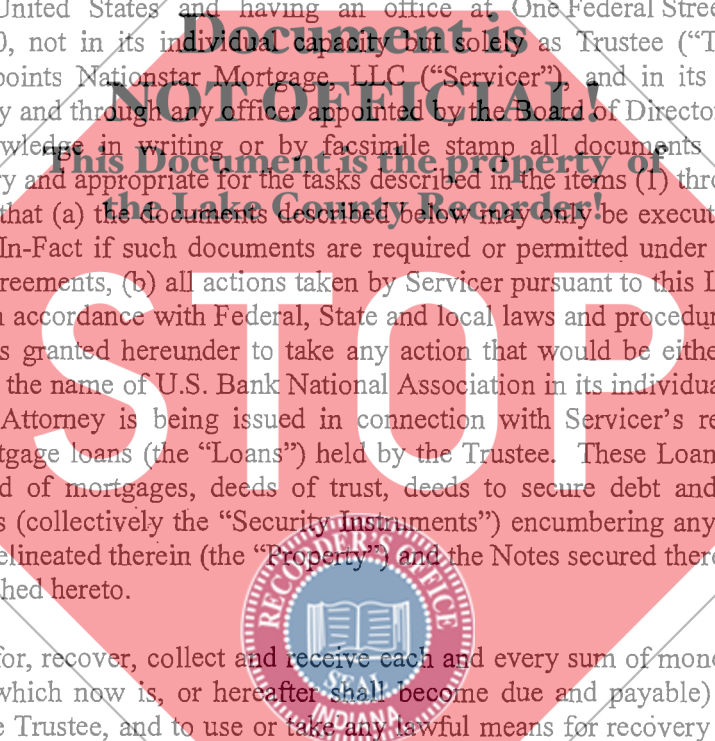 United States and having an office at One Federal Stree
Document is
), not in its individual capacity but solely as Trustee ("T
points Nationstar Mortgage, LLC ("Servicer"), and in its
NOT OFFICIAL!
y and through any officer appointed by the Board of Director
wledge in writing or by facsimile stamp all documents
This Document is the property of
ry and appropriate for the tasks described in the items (1) thro
the Lake County Recorder!
that (a) the documents described below may only be execut
In-Fact if such documents are required or permitted under
reements, (b) all actions taken by Servicer pursuant to this L
n accordance with Federal, State and local laws and procedur
s granted hereunder to take any action that would be eithe
the name of U.S. Bank National Association in its individua
STOP
Attorney is being issued in connection with Servicer's re
tgage loans (the "Loans") held by the Trustee. These Loan
d of mortgages, deeds of trust, deeds to secure debt and
s (collectively the "Security Instruments") encumbering any
elineated therein (the "Property") and the Notes secured there
hed hereto.
RECORDER'S OFFICE
SEAL
INDIANA
for, recover, collect and receive each and every sum of mone
which now is, or hereafter shall become due and payable)
e Trustee, and to use or take any lawful means for recovery